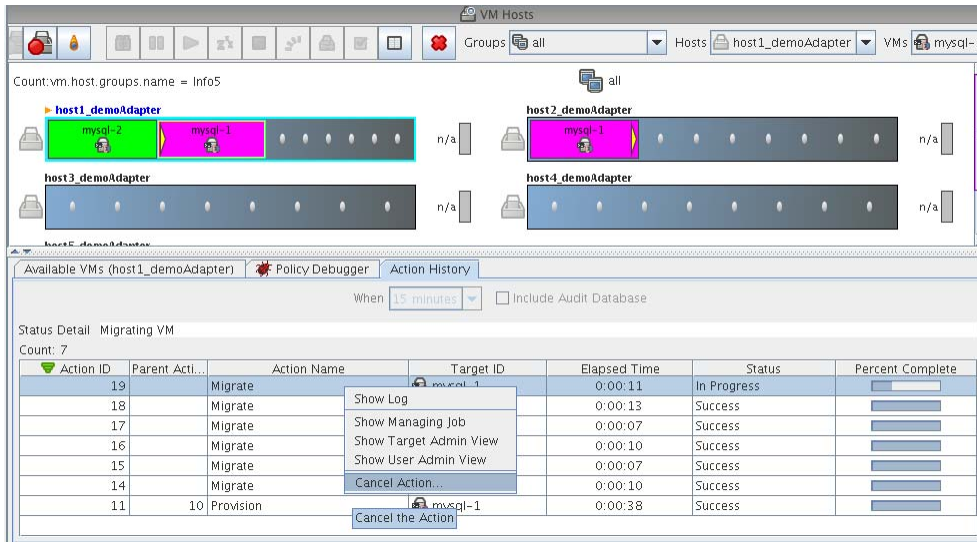 VM Hosts
Groups all Hosts host1_demoAdapter VMs mysql-
Count:vm.host.groups.name = Info5 all
host1_demoAdapter host2_demoAdapter
mysql-2 mysql-1 n/a mysql-1 n/a
host3_demoAdapter host4_demoAdapter
n/a n/a
host5_demoAdapter
Available VMs (host1_demoAdapter) Policy Debugger Action History
When 15 minutes Include Audit Database
Status Detail Migrating VM
Count: 7
Action ID Parent Acti... Action Name Target ID Elapsed Time Status Percent Complete
19 Migrate mysql-1 0:00:11 In Progress
Show Log
18 Migrate 0:00:13 Success
17 Migrate Show Managing Job 0:00:07 Success
Show Target Admin View
16 Migrate 0:00:10 Success
Show User Admin View
15 Migrate 0:00:07 Success
14 Migrate Cancel Action... 0:00:10 Success
11 10 Provision mysql-1 0:00:38 Success
Cancel the Action